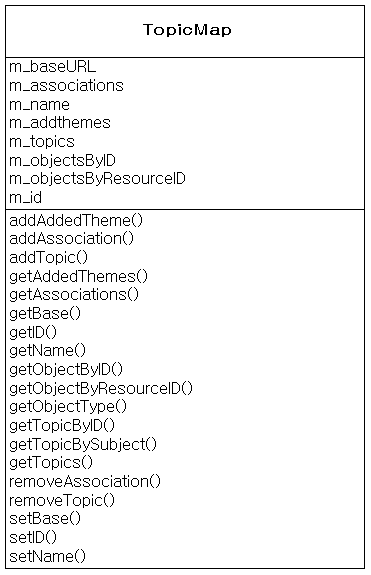 TopicMap
m_baseURL
m_associations
m_name
m_addthemes
m_topics
m_objectsByID
m_objectsByResourceID
m_id
addAddedTheme()
addAssociation()
addTopic()
getAddedThemes()
getAssociations()
getBase()
getID()
getName()
getObjectByID()
getObjectByResourceID()
getObjectType()
getTopicByID()
getTopicBySubject()
getTopics()
removeAssociation()
removeTopic()
setBase()
setID()
setName()